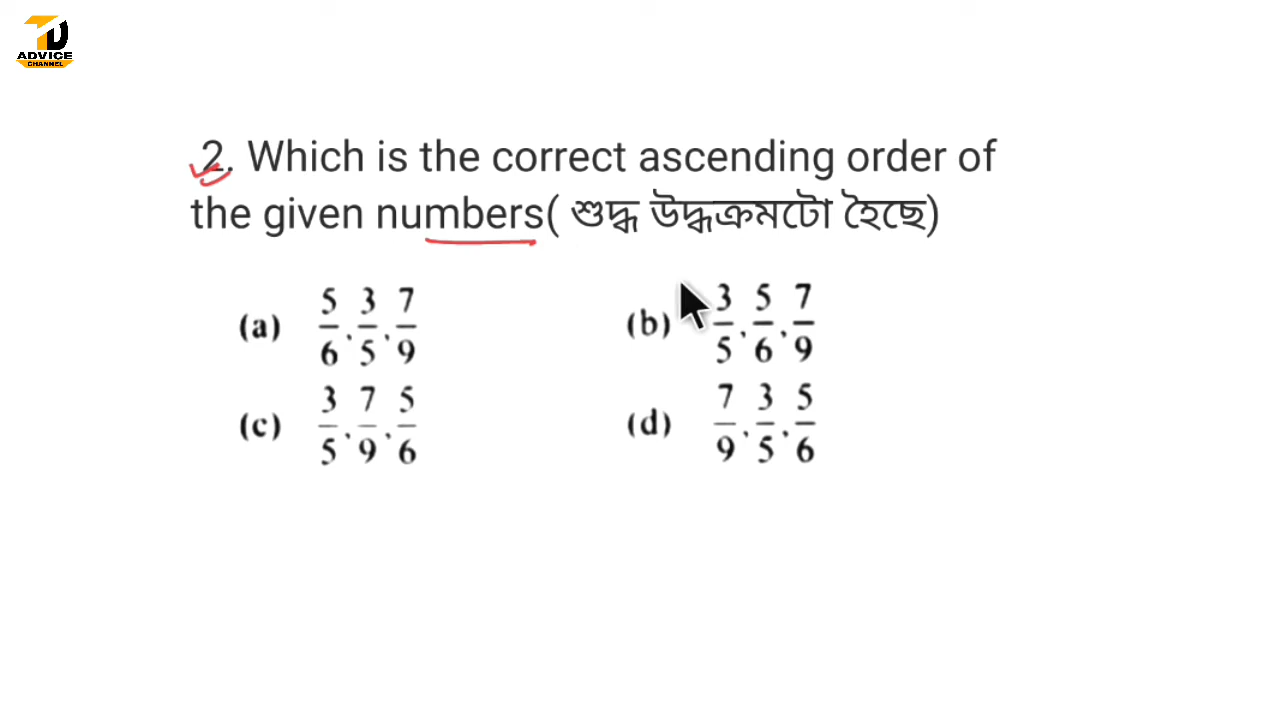 TD
ADVICE
CHANNEL
2. Which is the correct ascending order of
the given numbers( শুদ্ধ উদ্ধক্ৰমটো হৈছে)
(a) 5/6, 3/5, 7/9 (b) 3/5, 5/6, 7/9
(c) 3/5, 7/9, 5/6 (d) 7/9, 3/5, 5/6